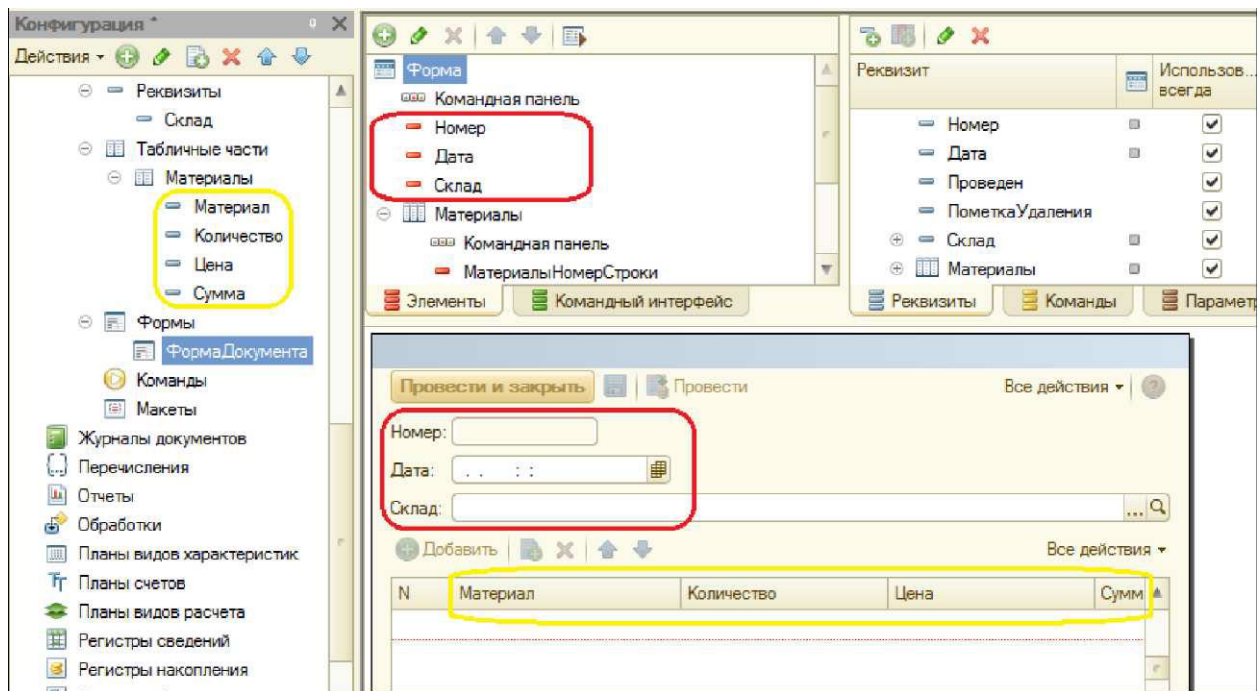 Конфигурация *
Действия
Реквизиты
Склад
Табличные части
Материалы
Материал
Количество
Цена
Сумма
Формы
ФормаДокумента
Команды
Макеты
Журналы документов
Перечисления
Отчеты
Обработки
Планы видов характеристик
Планы счетов
Планы видов расчета
Регистры сведений
Регистры накопления
Форма
Командная панель
Номер
Дата
Склад
Материалы
Командная панель
МатериалыНомерСтроки
Элементы Командный интерфейс
Реквизит Использов...
всегда
Номер
Дата
Проведен
ПометкаУдаления
Склад
Материалы
Реквизиты Команды Парамет
Провести и закрыть Провести Все действия
Номер:
Дата: . . : :
Склад: ...
Добавить Все действия
N Материал Количество Цена Сумм